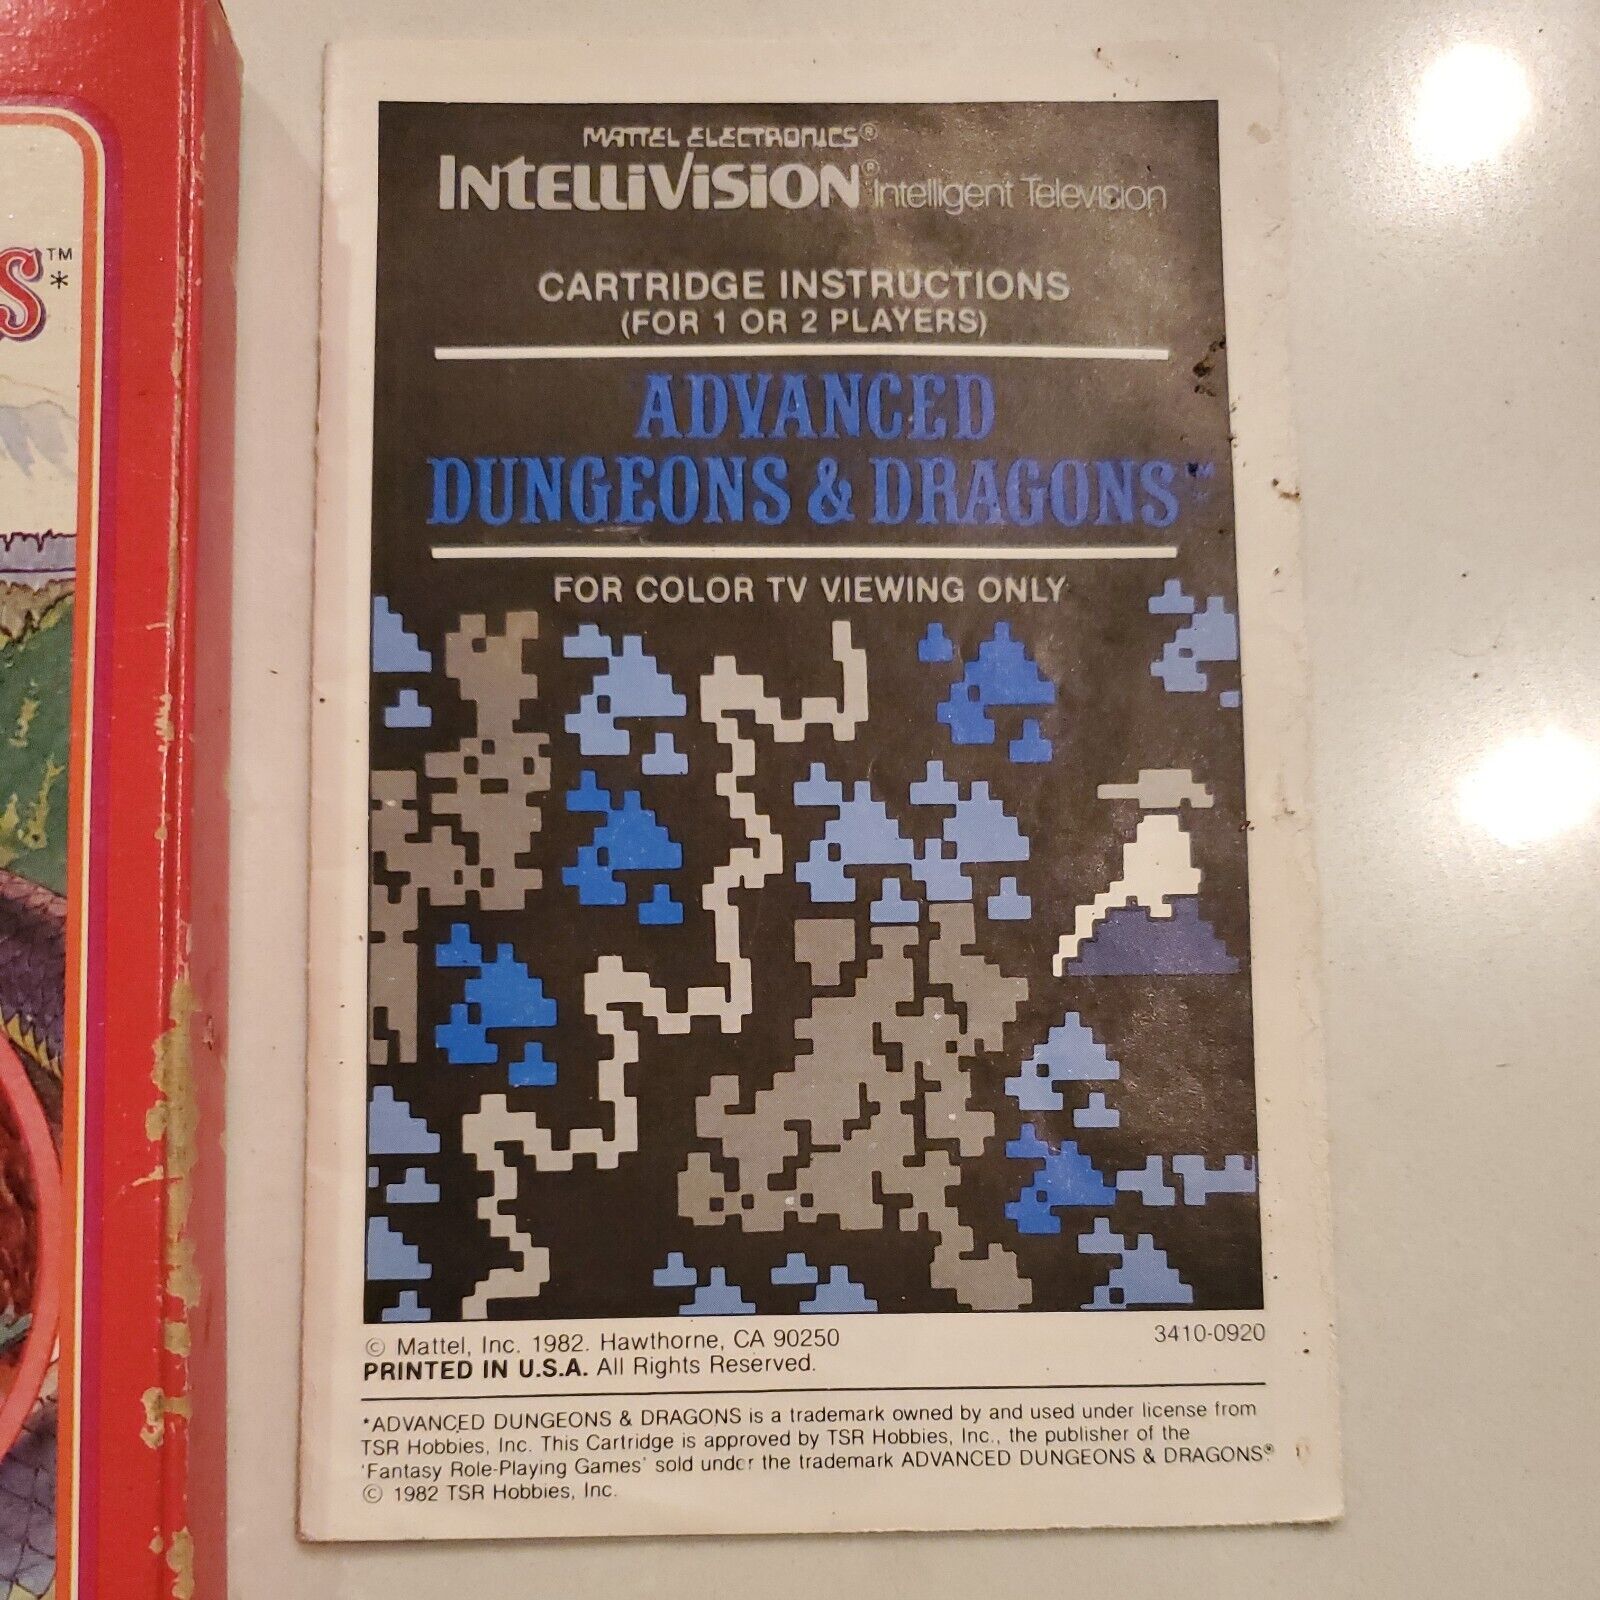 S™
*
MATTEL ELECTRONICS®
INTELLIVISION® Intelligent Television
CARTRIDGE INSTRUCTIONS
(FOR 1 OR 2 PLAYERS)
ADVANCED
DUNGEONS & DRAGONS™*
FOR COLOR TV VIEWING ONLY
© Mattel, Inc. 1982. Hawthorne, CA 90250 3410-0920
PRINTED IN U.S.A. All Rights Reserved.
*ADVANCED DUNGEONS & DRAGONS is a trademark owned by and used under license from
TSR Hobbies, Inc. This Cartridge is approved by TSR Hobbies, Inc., the publisher of the
'Fantasy Role-Playing Games' sold under the trademark ADVANCED DUNGEONS & DRAGONS®
© 1982 TSR Hobbies, Inc.